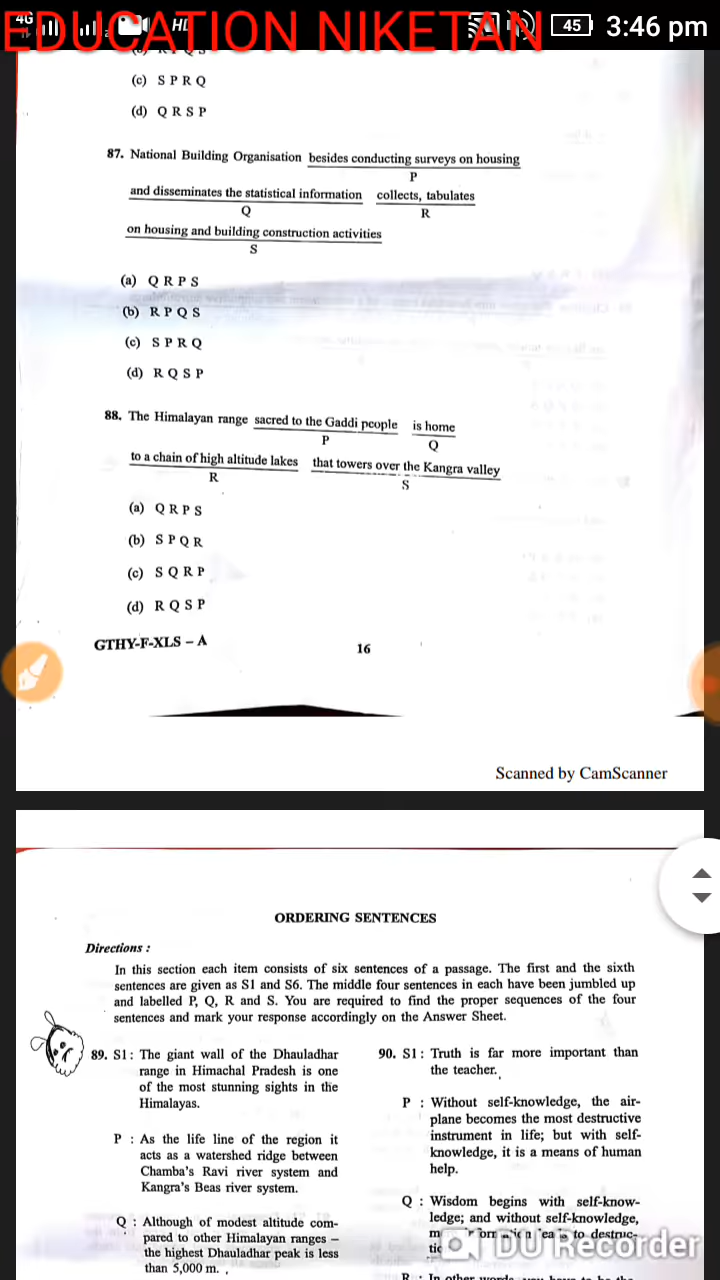 4G HD 45 3:46 pm
EDUCATION NIKETAN
(c) S P R Q
(d) Q R S P
87. National Building Organisation besides conducting surveys on housing
P
and disseminates the statistical information collects, tabulates
Q R
on housing and building construction activities
S
(a) Q R P S
(b) R P Q S
(c) S P R Q
(d) R Q S P
88. The Himalayan range sacred to the Gaddi people is home
P Q
to a chain of high altitude lakes that towers over the Kangra valley
R S
(a) Q R P S
(b) S P Q R
(c) S Q R P
(d) R Q S P
GTHY-F-XLS – A
16
Scanned by CamScanner
ORDERING SENTENCES
Directions :
In this section each item consists of six sentences of a passage. The first and the sixth
sentences are given as S1 and S6. The middle four sentences in each have been jumbled up
and labelled P, Q, R and S. You are required to find the proper sequences of the four
sentences and mark your response accordingly on the Answer Sheet.
89. S1 : The giant wall of the Dhauladhar
range in Himachal Pradesh is one
of the most stunning sights in the
Himalayas.
P : As the life line of the region it
acts as a watershed ridge between
Chamba's Ravi river system and
Kangra's Beas river system.
Q : Although of modest altitude com-
pared to other Himalayan ranges –
the highest Dhauladhar peak is less
than 5,000 m.
90. S1 : Truth is far more important than
the teacher.
P : Without self-knowledge, the air-
plane becomes the most destructive
instrument in life; but with self-
knowledge, it is a means of human
help.
Q : Wisdom begins with self-know-
ledge; and without self-knowledge,
to destruc-
R : In other words
DU Recorder